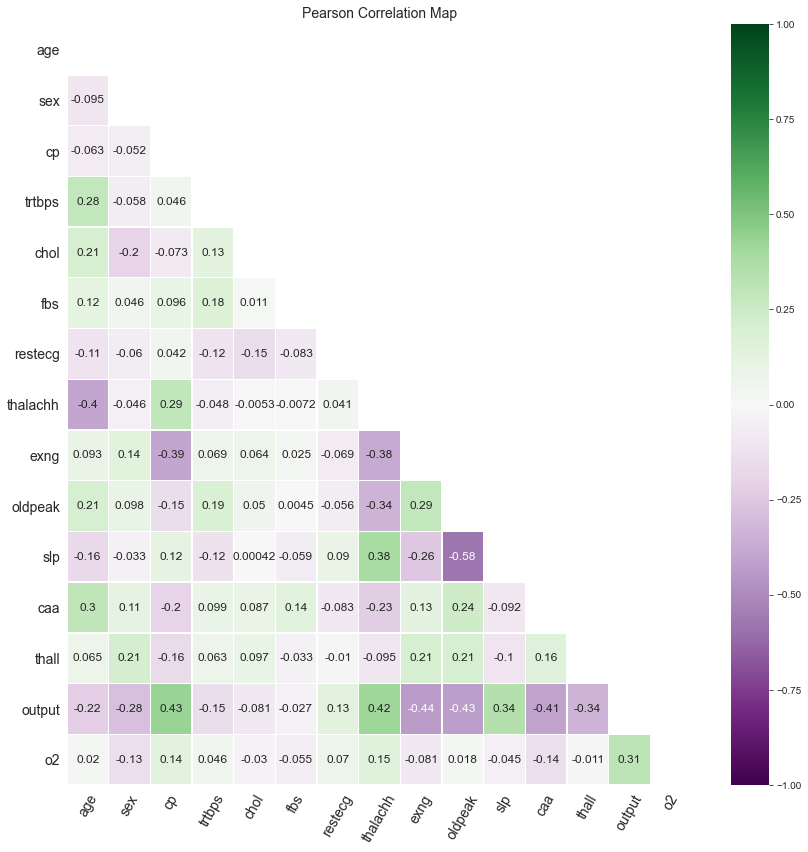 Pearson Correlation Map
age
sex -0.095
cp -0.063 -0.052
trtbps 0.28 -0.058 0.046
chol 0.21 -0.2 -0.073 0.13
fbs 0.12 0.046 0.096 0.18 0.011
restecg -0.11 -0.06 0.042 -0.12 -0.15 -0.083
thalachh -0.4 -0.046 0.29 -0.048 -0.0053 -0.0072 0.041
exng 0.093 0.14 -0.39 0.069 0.064 0.025 -0.069 -0.38
oldpeak 0.21 0.098 -0.15 0.19 0.05 0.0045 -0.056 -0.34 0.29
slp -0.16 -0.033 0.12 -0.12 0.00042 -0.059 0.09 0.38 -0.26 -0.58
caa 0.3 0.11 -0.2 0.099 0.087 0.14 -0.083 -0.23 0.13 0.24 -0.092
thall 0.065 0.21 -0.16 0.063 0.097 -0.033 -0.01 -0.095 0.21 0.21 -0.1 0.16
output -0.22 -0.28 0.43 -0.15 -0.081 -0.027 0.13 0.42 -0.44 -0.43 0.34 -0.41 -0.34
o2 0.02 -0.13 0.14 0.046 -0.03 -0.055 0.07 0.15 -0.081 0.018 -0.045 -0.14 -0.011 0.31
age sex cp trtbps chol fbs restecg thalachh exng oldpeak slp caa thall output o2
1.00
0.75
0.50
0.25
0.00
−0.25
−0.50
−0.75
−1.00